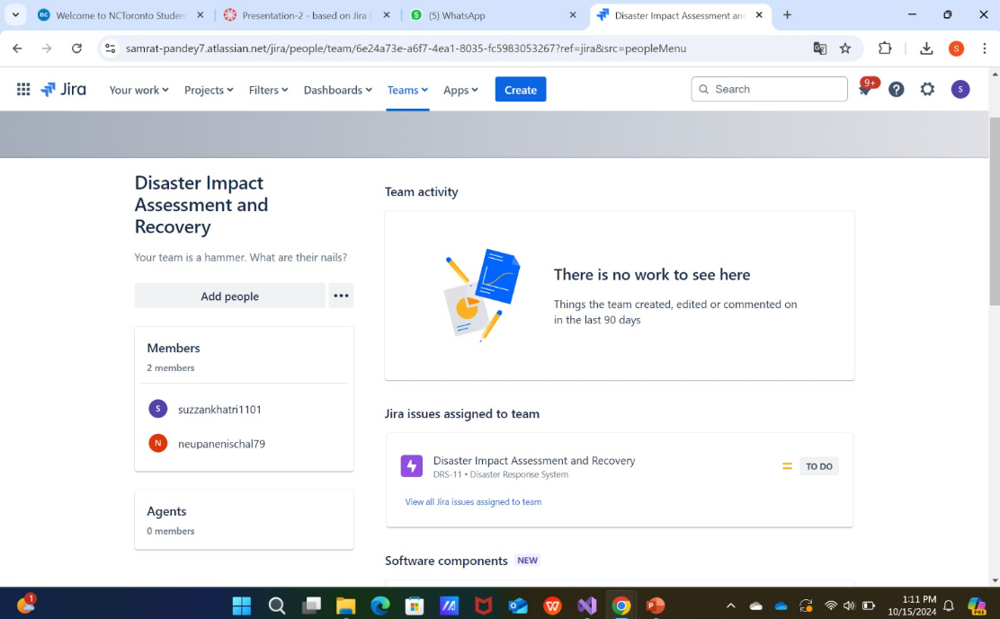 Welcome to NCToronto Studen
Presentation-2 - based on Jira (
(5) WhatsApp
Disaster Impact Assessment an
samrat-pandey7.atlassian.net/jira/people/team/6e24a73e-a6f7-4ea1-8035-fc5983053267?ref=jira&src=peopleMenu
S
Jira
Your work
Projects
Filters
Dashboards
Teams
Apps
Create
Search
9+
S
Disaster Impact
Assessment and
Recovery
Your team is a hammer. What are their nails?
Add people
Members
2 members
S suzzankhatri1101
N neupanenischal79
Agents
0 members
Team activity
There is no work to see here
Things the team created, edited or commented on
in the last 90 days
Jira issues assigned to team
Disaster Impact Assessment and Recovery
DRS-11 • Disaster Response System
TO DO
View all Jira issues assigned to team
Software components NEW
1
1:11 PM
10/15/2024